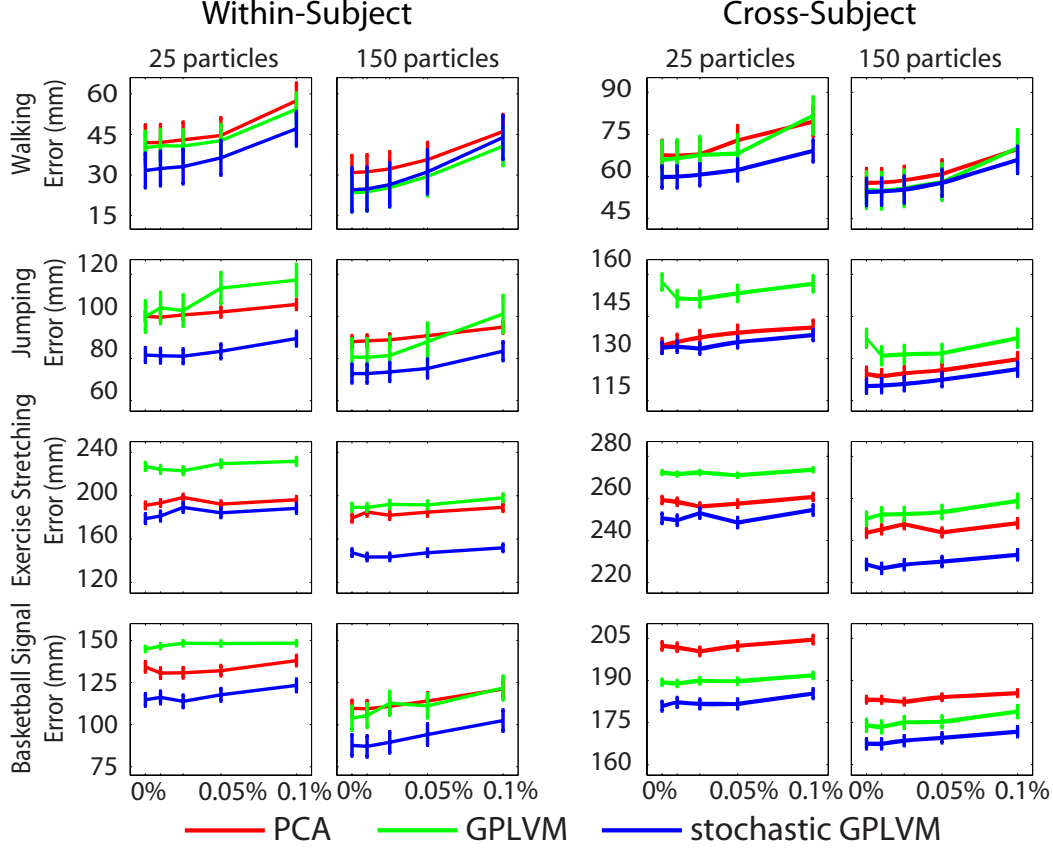 Within-Subject Cross-Subject
25 particles 150 particles 25 particles 150 particles
Walking
Error (mm)
60
45
30
15
90
75
60
45
Jumping
Error (mm)
120
100
80
60
160
145
130
115
Exercise Stretching
Error (mm)
240
200
160
120
280
260
240
220
Basketball Signal
Error (mm)
150
125
100
75
205
190
175
160
0% 0.05% 0.1% 0% 0.05% 0.1% 0% 0.05% 0.1% 0% 0.05% 0.1%
PCA GPLVM stochastic GPLVM